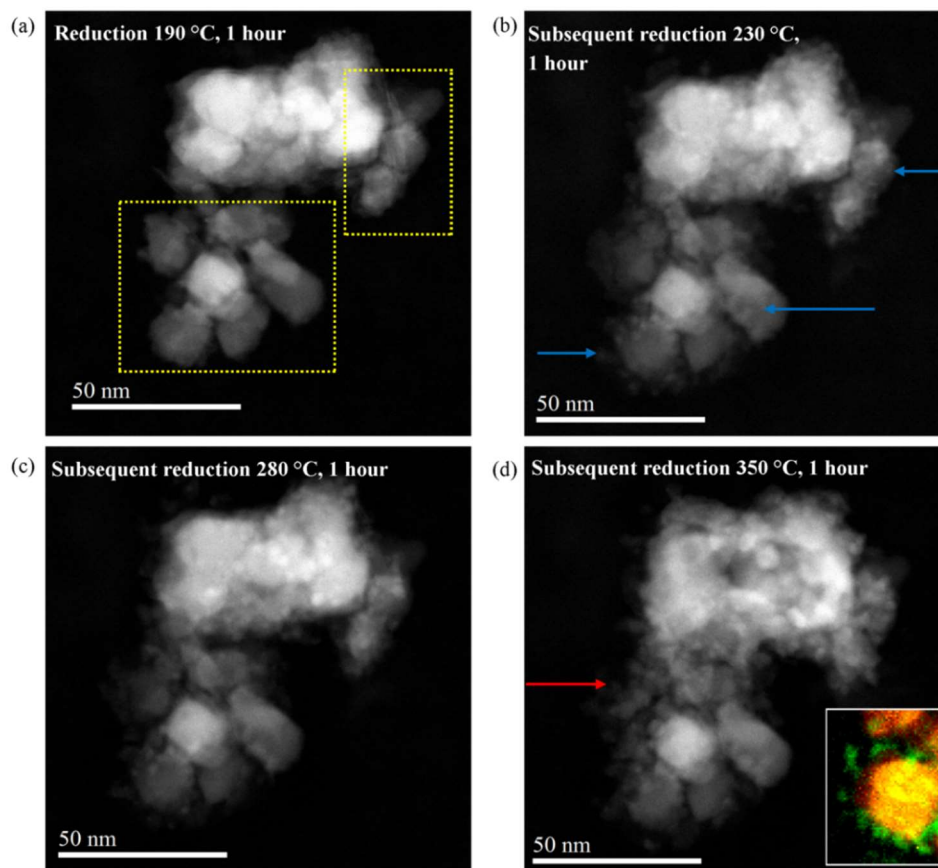 (a)
Reduction 190 °C, 1 hour
50 nm
(b)
Subsequent reduction 230 °C,
1 hour
50 nm
(c)
Subsequent reduction 280 °C, 1 hour
50 nm
(d)
Subsequent reduction 350 °C, 1 hour
50 nm